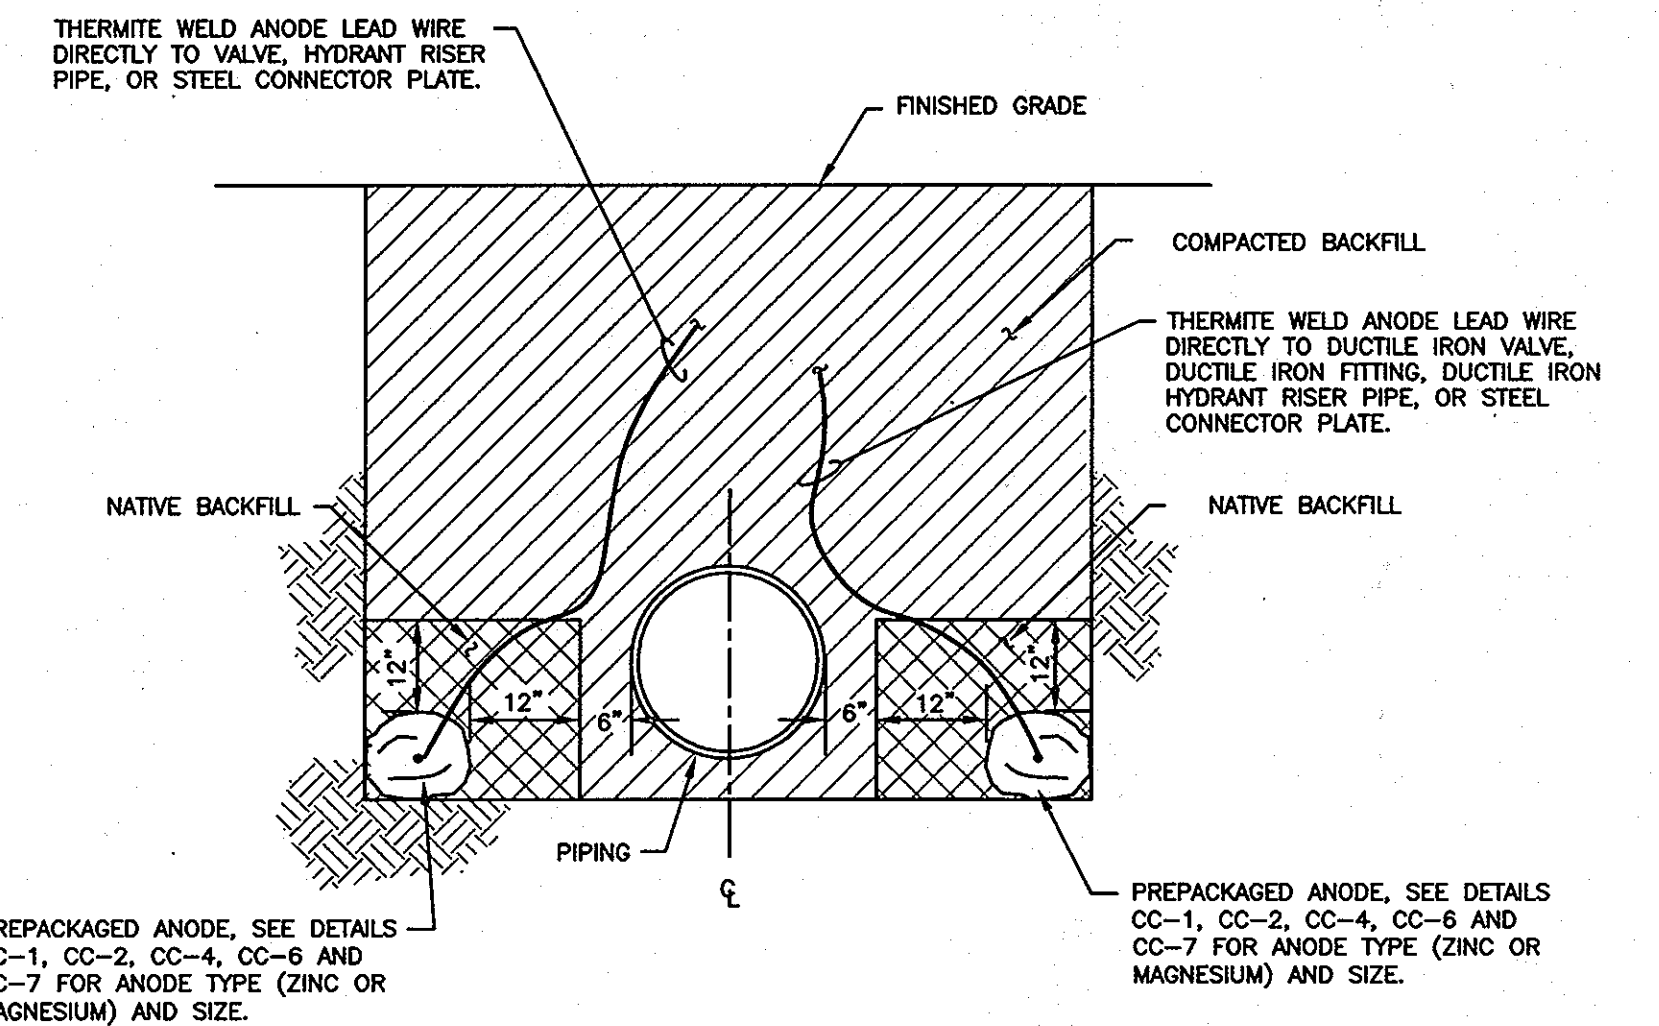 THERMITE WELD ANODE LEAD WIRE
DIRECTLY TO VALVE, HYDRANT RISER
PIPE, OR STEEL CONNECTOR PLATE.
FINISHED GRADE
COMPACTED BACKFILL
THERMITE WELD ANODE LEAD WIRE
DIRECTLY TO DUCTILE IRON VALVE,
DUCTILE IRON FITTING, DUCTILE IRON
HYDRANT RISER PIPE, OR STEEL
CONNECTOR PLATE.
NATIVE BACKFILL
NATIVE BACKFILL
12"
12"
6"
6"
12"
12"
PIPING
CL
PREPACKAGED ANODE, SEE DETAILS
CC-1, CC-2, CC-4, CC-6 AND
CC-7 FOR ANODE TYPE (ZINC OR
MAGNESIUM) AND SIZE.
REPACKAGED ANODE, SEE DETAILS
C-1, CC-2, CC-4, CC-6 AND
C-7 FOR ANODE TYPE (ZINC OR
AGNESIUM) AND SIZE.